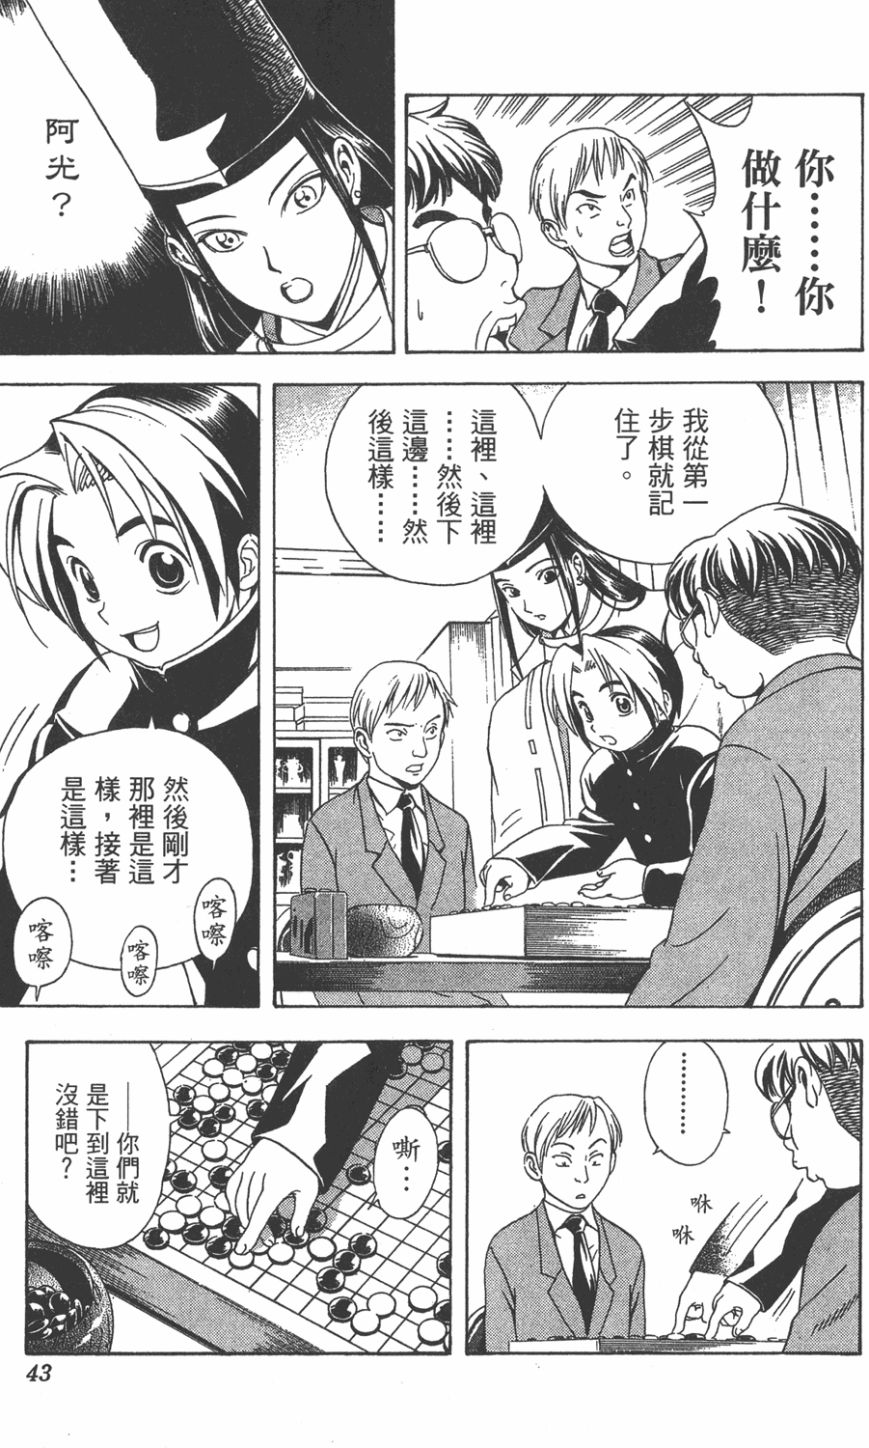 你……你
做什麼！
阿光？
我從第一
步棋就記
住了。
這裡、這裡
……然後下
這邊……然
後這樣……
然後剛才
那裡是這
樣，接著
是這樣…
喀嚓
喀嚓
喀嚓
………
咻
咻
嘶…
——你們就
是下到這裡
沒錯吧？
43